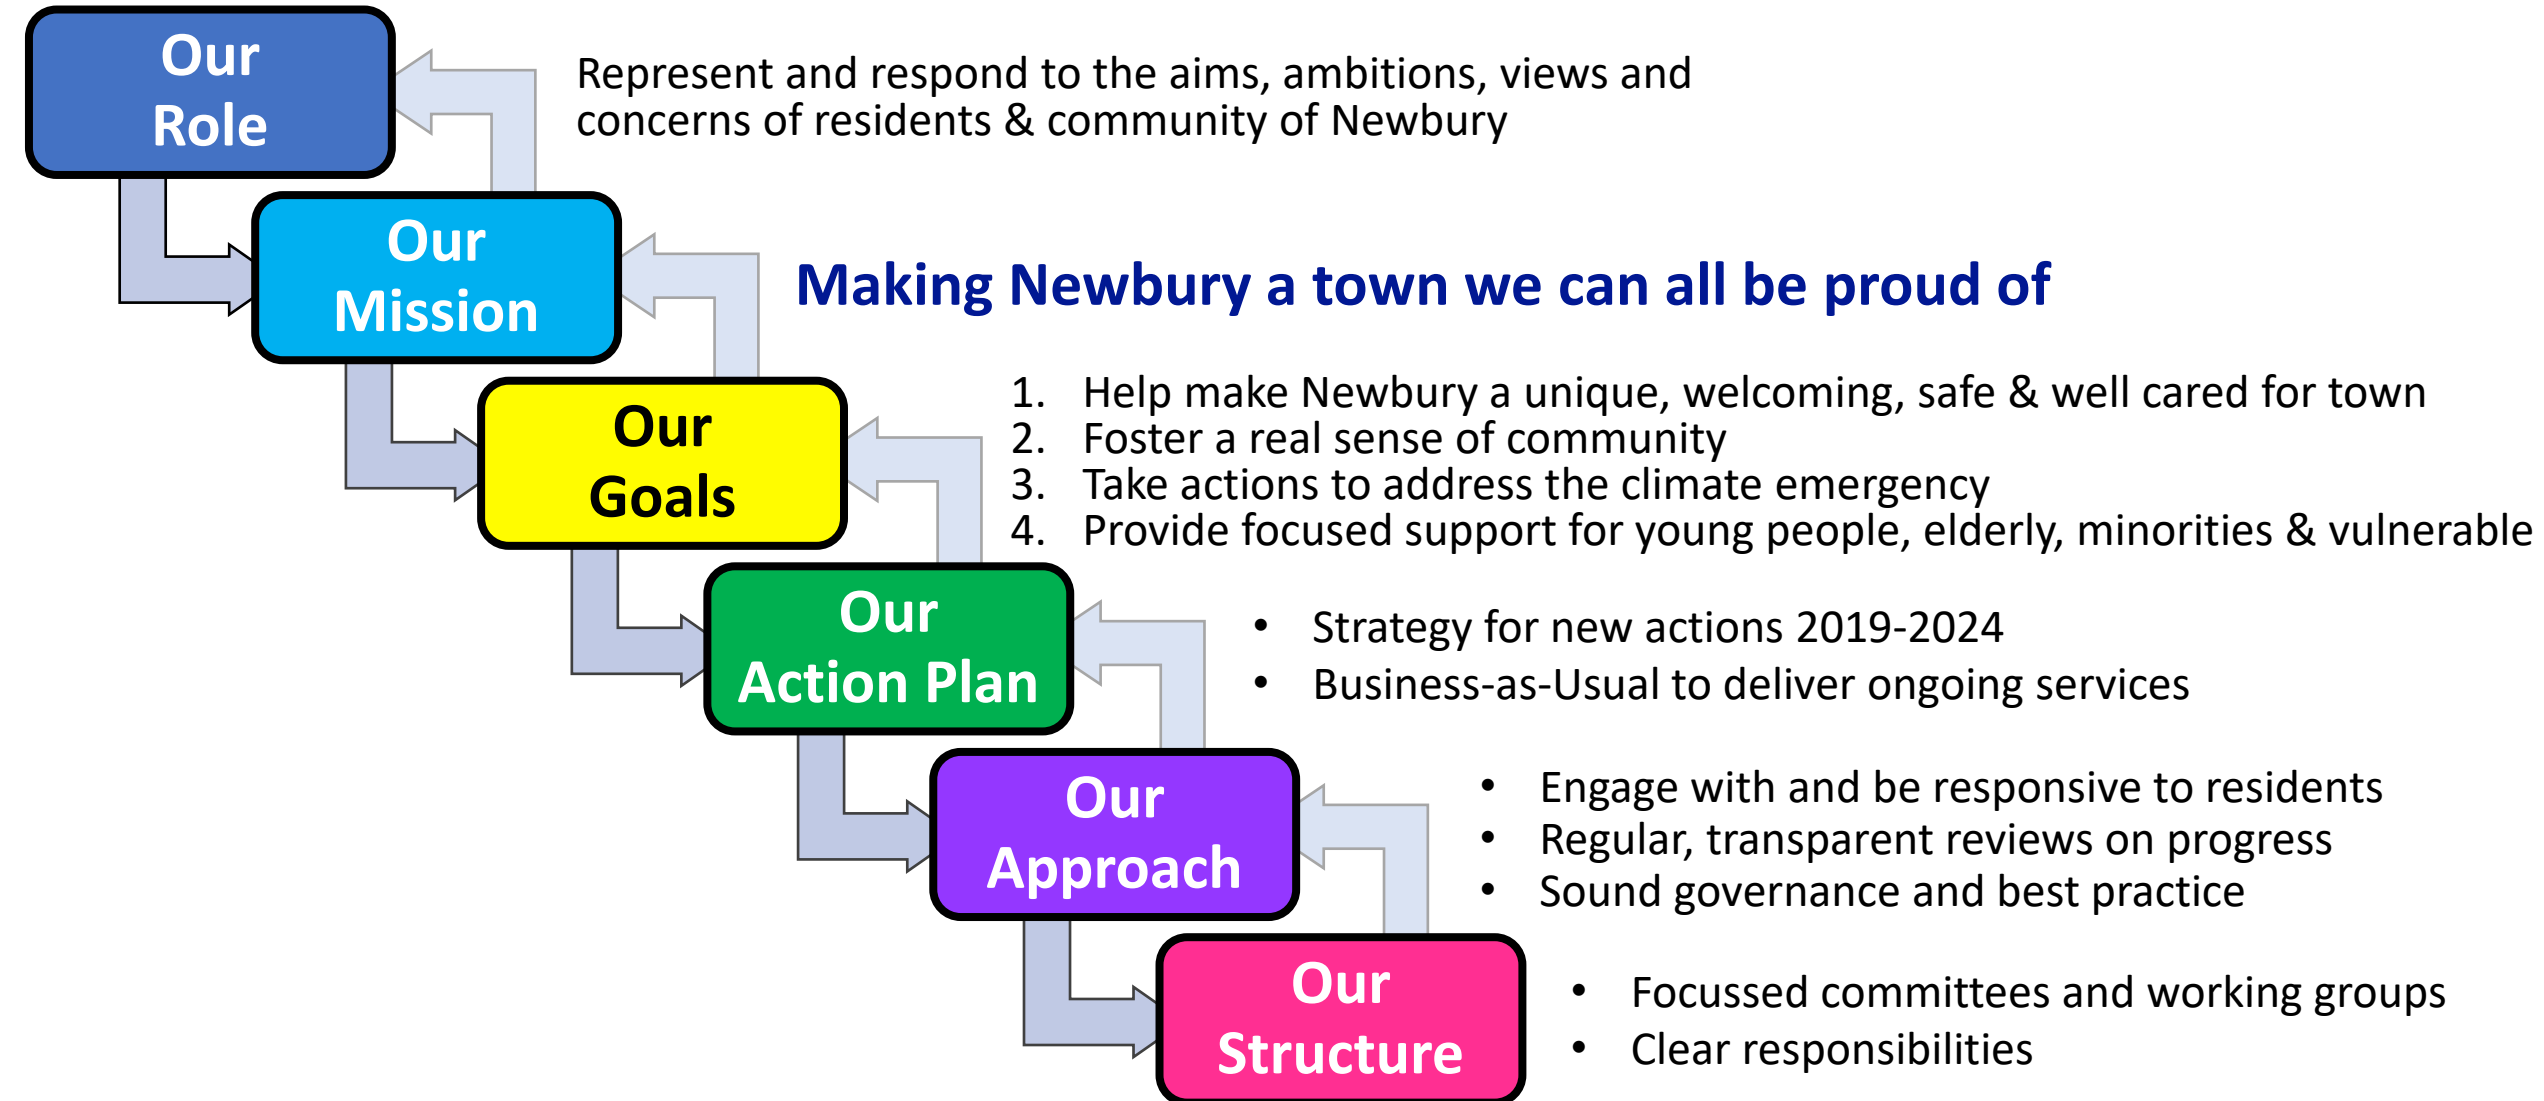 Our
Role
Represent and respond to the aims, ambitions, views and
concerns of residents & community of Newbury
Our
Mission
Making Newbury a town we can all be proud of
Our
Goals
1. Help make Newbury a unique, welcoming, safe & well cared for town
2. Foster a real sense of community
3. Take actions to address the climate emergency
4. Provide focused support for young people, elderly, minorities & vulnerable
Our
Action Plan
• Strategy for new actions 2019-2024
• Business-as-Usual to deliver ongoing services
Our
Approach
• Engage with and be responsive to residents
• Regular, transparent reviews on progress
• Sound governance and best practice
Our
Structure
• Focussed committees and working groups
• Clear responsibilities